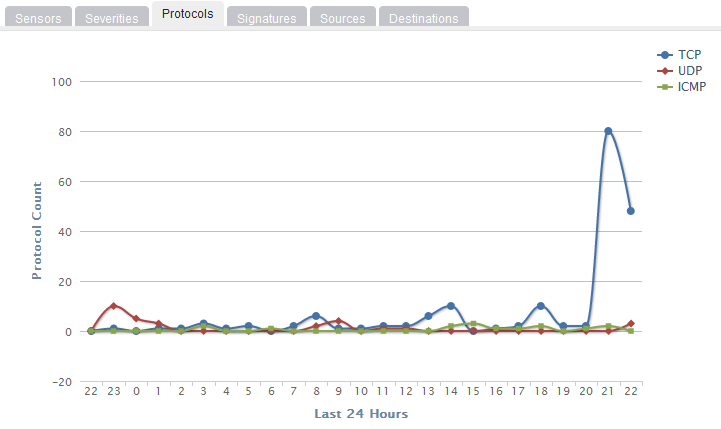 Sensors Severities Protocols Signatures Sources Destinations
TCP
UDP
ICMP
100
80
60
40
20
0
-20
Protocol Count
22 23 0 1 2 3 4 5 6 7 8 9 10 11 12 13 14 15 16 17 18 19 20 21 22
Last 24 Hours